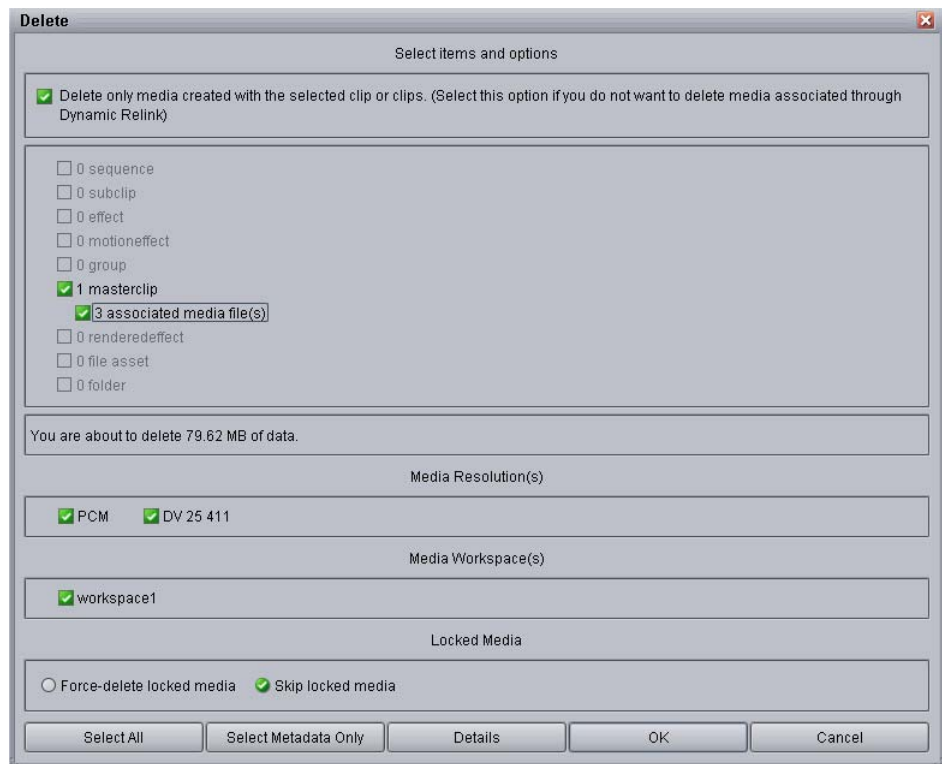 Delete
Select items and options
Delete only media created with the selected clip or clips. (Select this option if you do not want to delete media associated through
Dynamic Relink)
0 sequence
0 subclip
0 effect
0 motioneffect
0 group
1 masterclip
3 associated media file(s)
0 renderedeffect
0 file asset
0 folder
You are about to delete 79.62 MB of data.
Media Resolution(s)
PCM DV 25 411
Media Workspace(s)
workspace1
Locked Media
Force-delete locked media Skip locked media
Select All Select Metadata Only Details OK Cancel